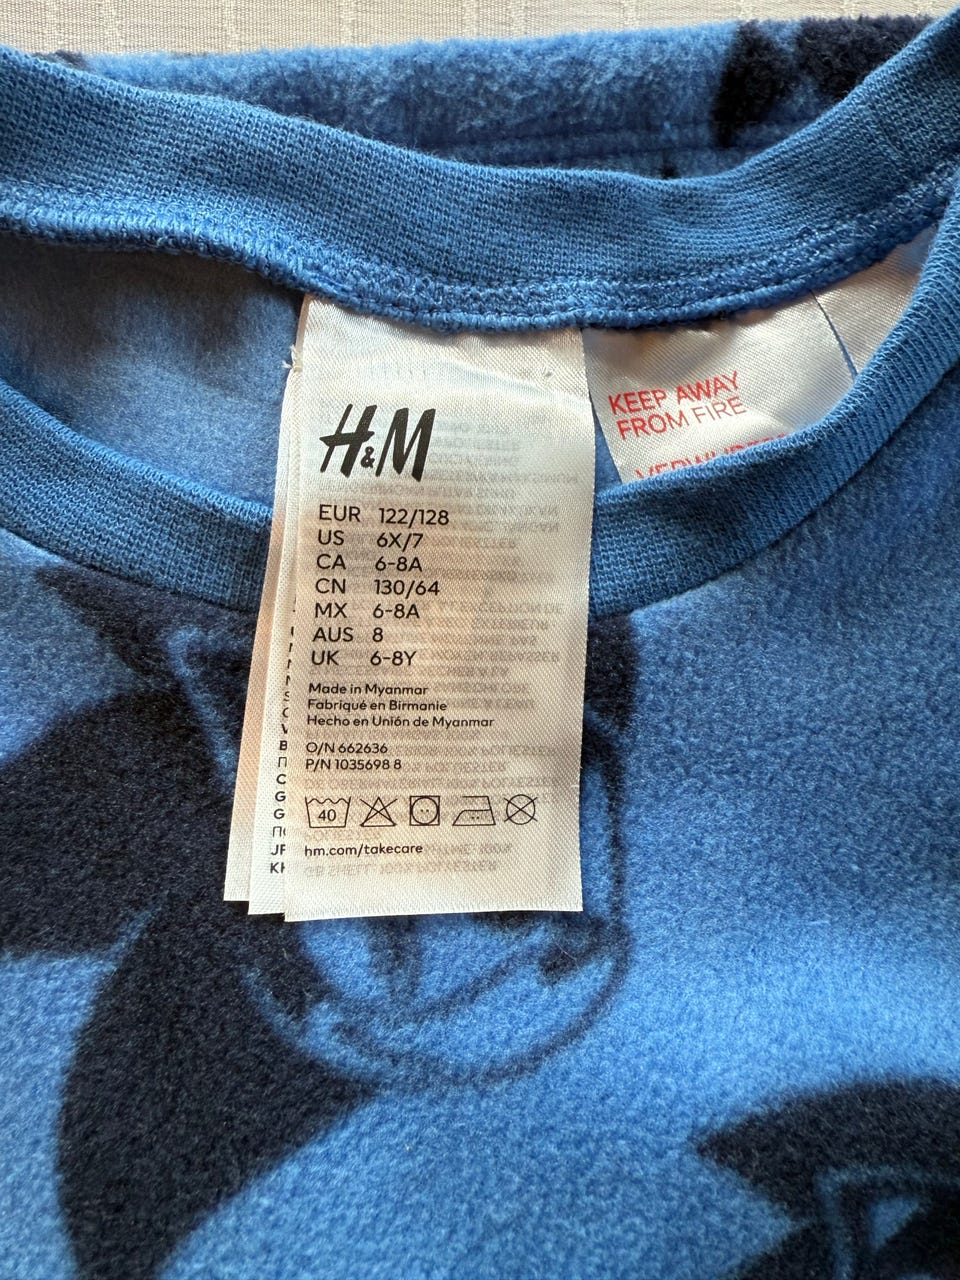 H&M
EUR 122/128
US 6X/7
CA 6-8A
CN 130/64
MX 6-8A
AUS 8
UK 6-8Y
Made in Myanmar
Fabriqué en Birmanie
Hecho en Unión de Myanmar
O/N 662636
P/N 1035698 8
40
hm.com/takecare
KEEP AWAY
FROM FIRE